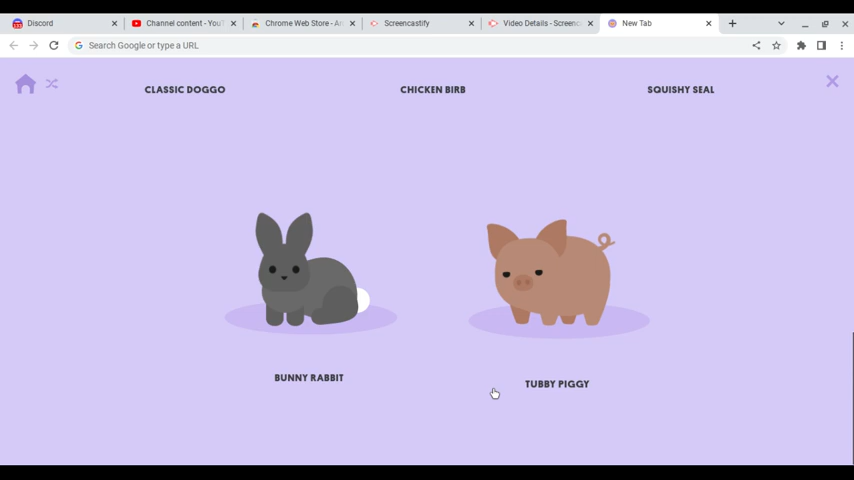 Discord
Channel content - YouT
Chrome Web Store - An
Screencastify
Video Details - Screenc
New Tab
Search Google or type a URL
CLASSIC DOGGO
CHICKEN BIRB
SQUISHY SEAL
BUNNY RABBIT
TUBBY PIGGY